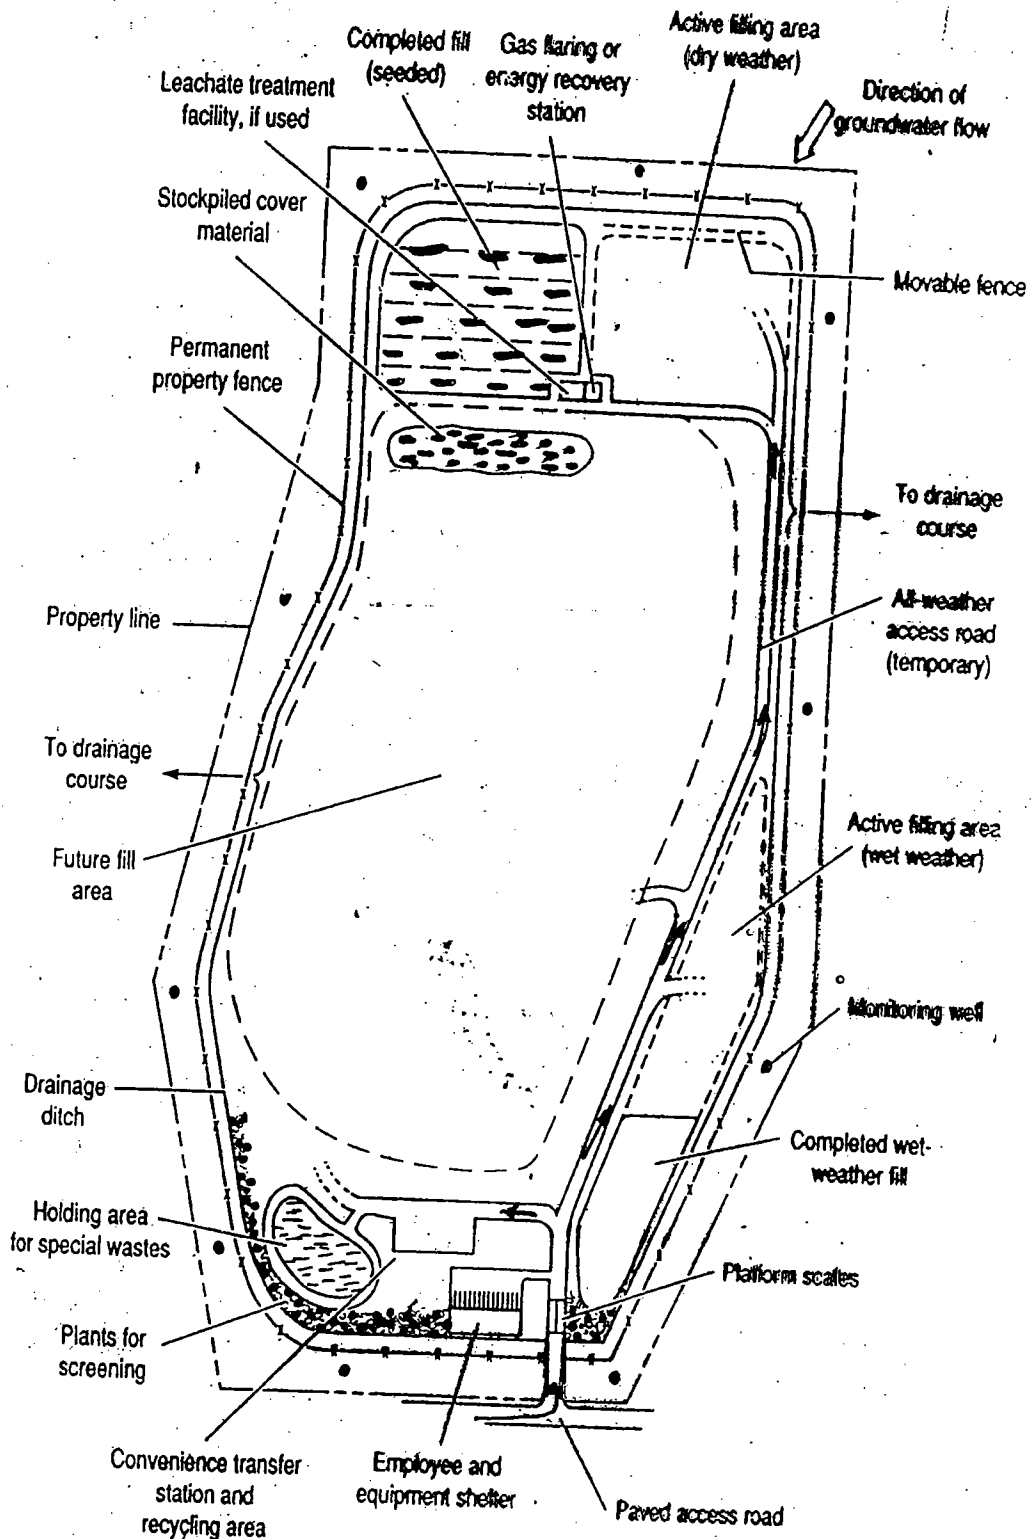 Completed fill
(seeded)
Gas flaring or
energy recovery
station
Active filling area
(dry weather)
Leachate treatment
facility, if used
Direction of
groundwater flow
Stockpiled cover
material
Movable fence
Permanent
property fence
To drainage
course
Property line
All-weather
access road
(temporary)
To drainage
course
Future fill
area
Active filling area
(wet weather)
Monitoring well
Drainage
ditch
Completed wet-
weather fill
Holding area
for special wastes
Platform scales
Plants for
screening
Convenience transfer
station and
recycling area
Employee and
equipment shelter
Paved access road